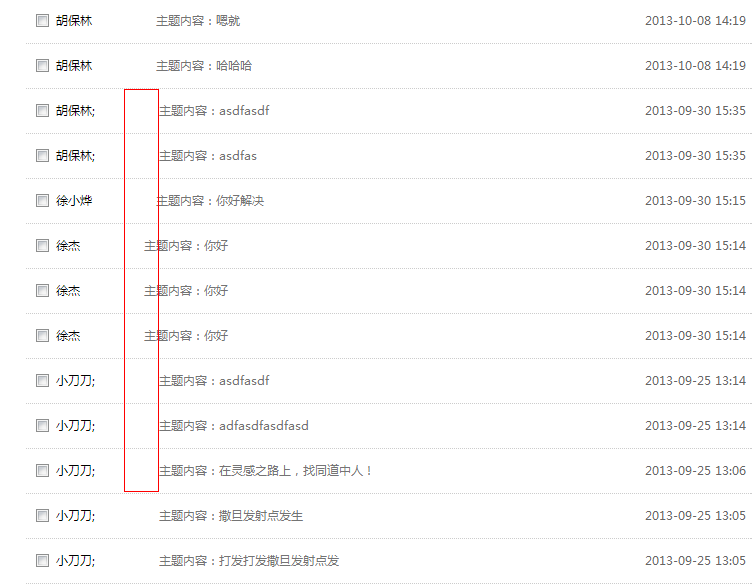 胡保林 主题内容：嗯就 2013-10-08 14:19
胡保林 主题内容：哈哈哈 2013-10-08 14:19
胡保林; 主题内容：asdfasdf 2013-09-30 15:35
胡保林; 主题内容：asdfas 2013-09-30 15:35
徐小烨 主题内容：你好解决 2013-09-30 15:15
徐杰 主题内容：你好 2013-09-30 15:14
徐杰 主题内容：你好 2013-09-30 15:14
徐杰 主题内容：你好 2013-09-30 15:14
小刀刀; 主题内容：asdfasdf 2013-09-25 13:14
小刀刀; 主题内容：adfasdfasdfasd 2013-09-25 13:14
小刀刀; 主题内容：在灵感之路上，找同道中人！ 2013-09-25 13:06
小刀刀; 主题内容：撒旦发射点发生 2013-09-25 13:05
小刀刀; 主题内容：打发打发撒旦发射点发 2013-09-25 13:05